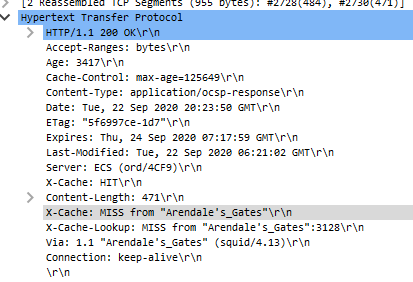 [2 Reassembled TCP Segments (955 bytes): #2728(484), #2730(471)]
Hypertext Transfer Protocol
HTTP/1.1 200 OK\r\n
Accept-Ranges: bytes\r\n
Age: 3417\r\n
Cache-Control: max-age=125649\r\n
Content-Type: application/ocsp-response\r\n
Date: Tue, 22 Sep 2020 20:23:50 GMT\r\n
ETag: "5f6997ce-1d7"\r\n
Expires: Thu, 24 Sep 2020 07:17:59 GMT\r\n
Last-Modified: Tue, 22 Sep 2020 06:21:02 GMT\r\n
Server: ECS (ord/4CF9)\r\n
X-Cache: HIT\r\n
Content-Length: 471\r\n
X-Cache: MISS from "Arendale's_Gates"\r\n
X-Cache-Lookup: MISS from "Arendale's_Gates":3128\r\n
Via: 1.1 "Arendale's_Gates" (squid/4.13)\r\n
Connection: keep-alive\r\n
\r\n